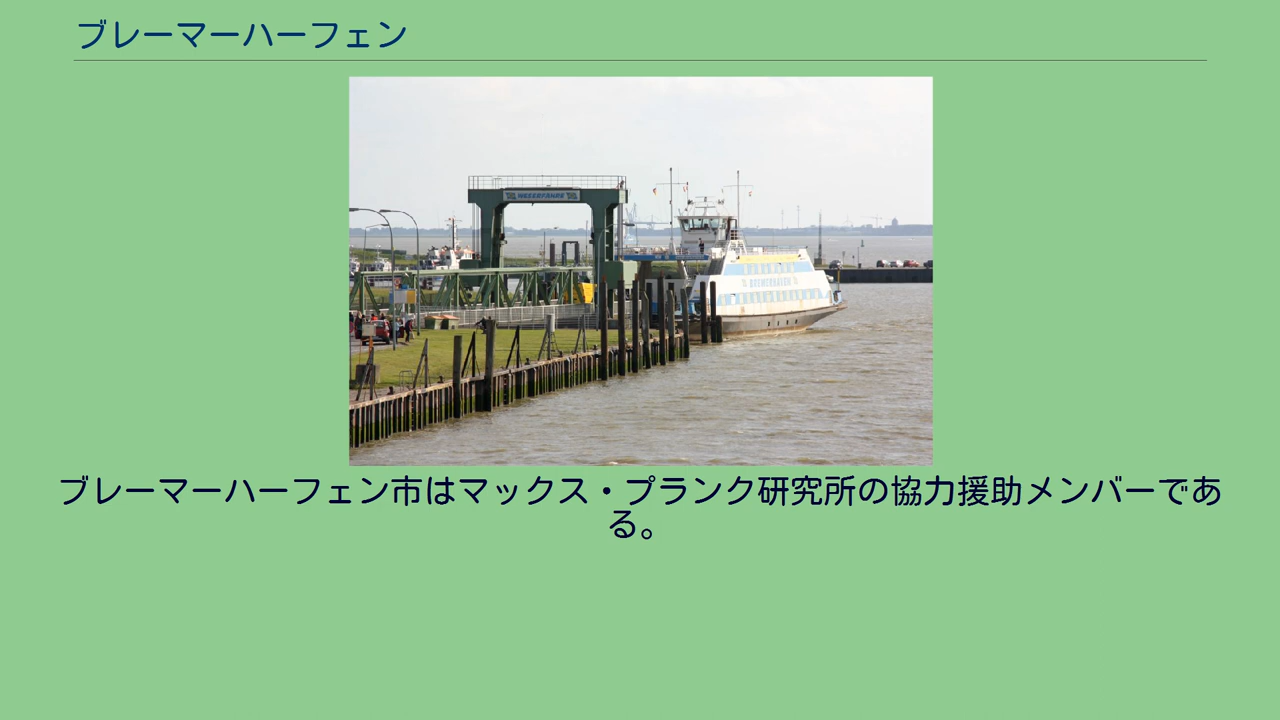 ブレーマーハーフェン
WESERFÄHRE
BREMERHAVEN
ブレーマーハーフェン市はマックス・プランク研究所の協力援助メンバーであ
る。